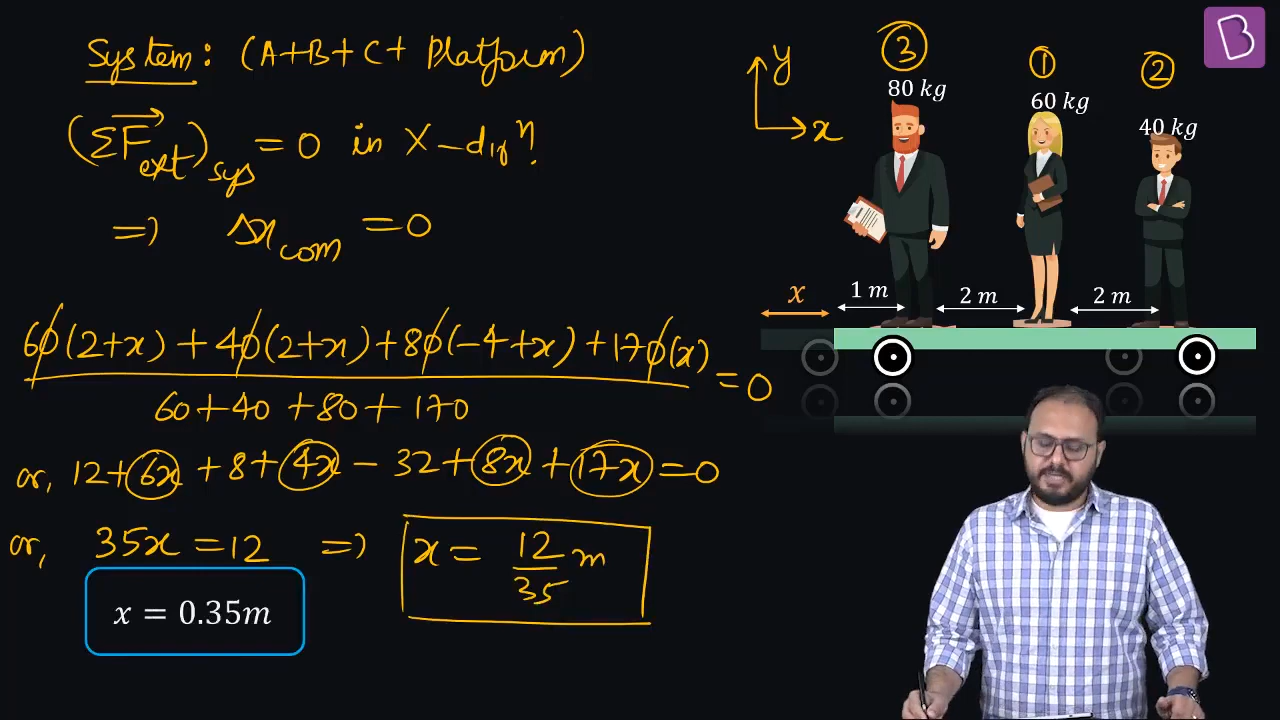 System: (A+B+C+ Platform)
(ΣF⃗ext)sys = 0 in X-dirⁿ.
⇒ Δxcom = 0
60(2+x) + 40(2+x) + 80(-4+x) + 170(x)
60+40+80+170
= 0
or, 12+6x+8+4x-32+8x+17x=0
or, 35x = 12 ⇒ x = 12/35 m
x = 0.35m
y
x
3
80 kg
1
60 kg
2
40 kg
x
1 m
2 m
2 m
B